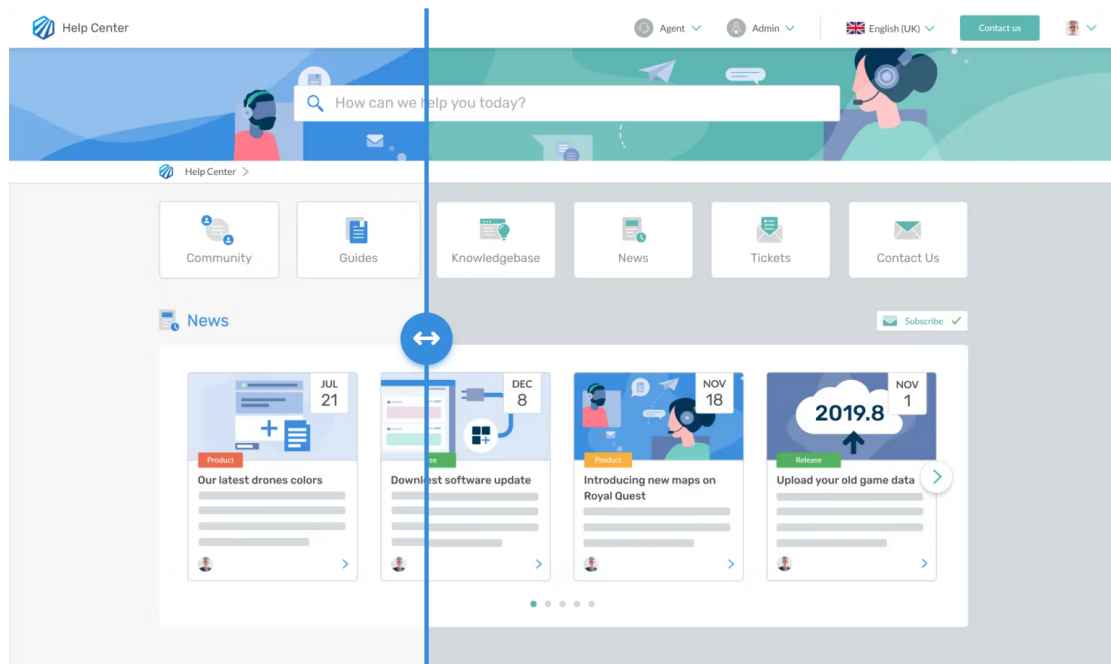 Help Center
Agent
Admin
English (UK)
Contact us
How can we help you today?
Help Center
Community
Guides
Knowledgebase
News
Tickets
Contact Us
News
Subscribe
JUL
21
Product
Our latest drones colors
DEC
8
se
Downlest software update
NOV
18
Product
Introducing new maps on
Royal Quest
NOV
1
2019.8
Release
Upload your old game data